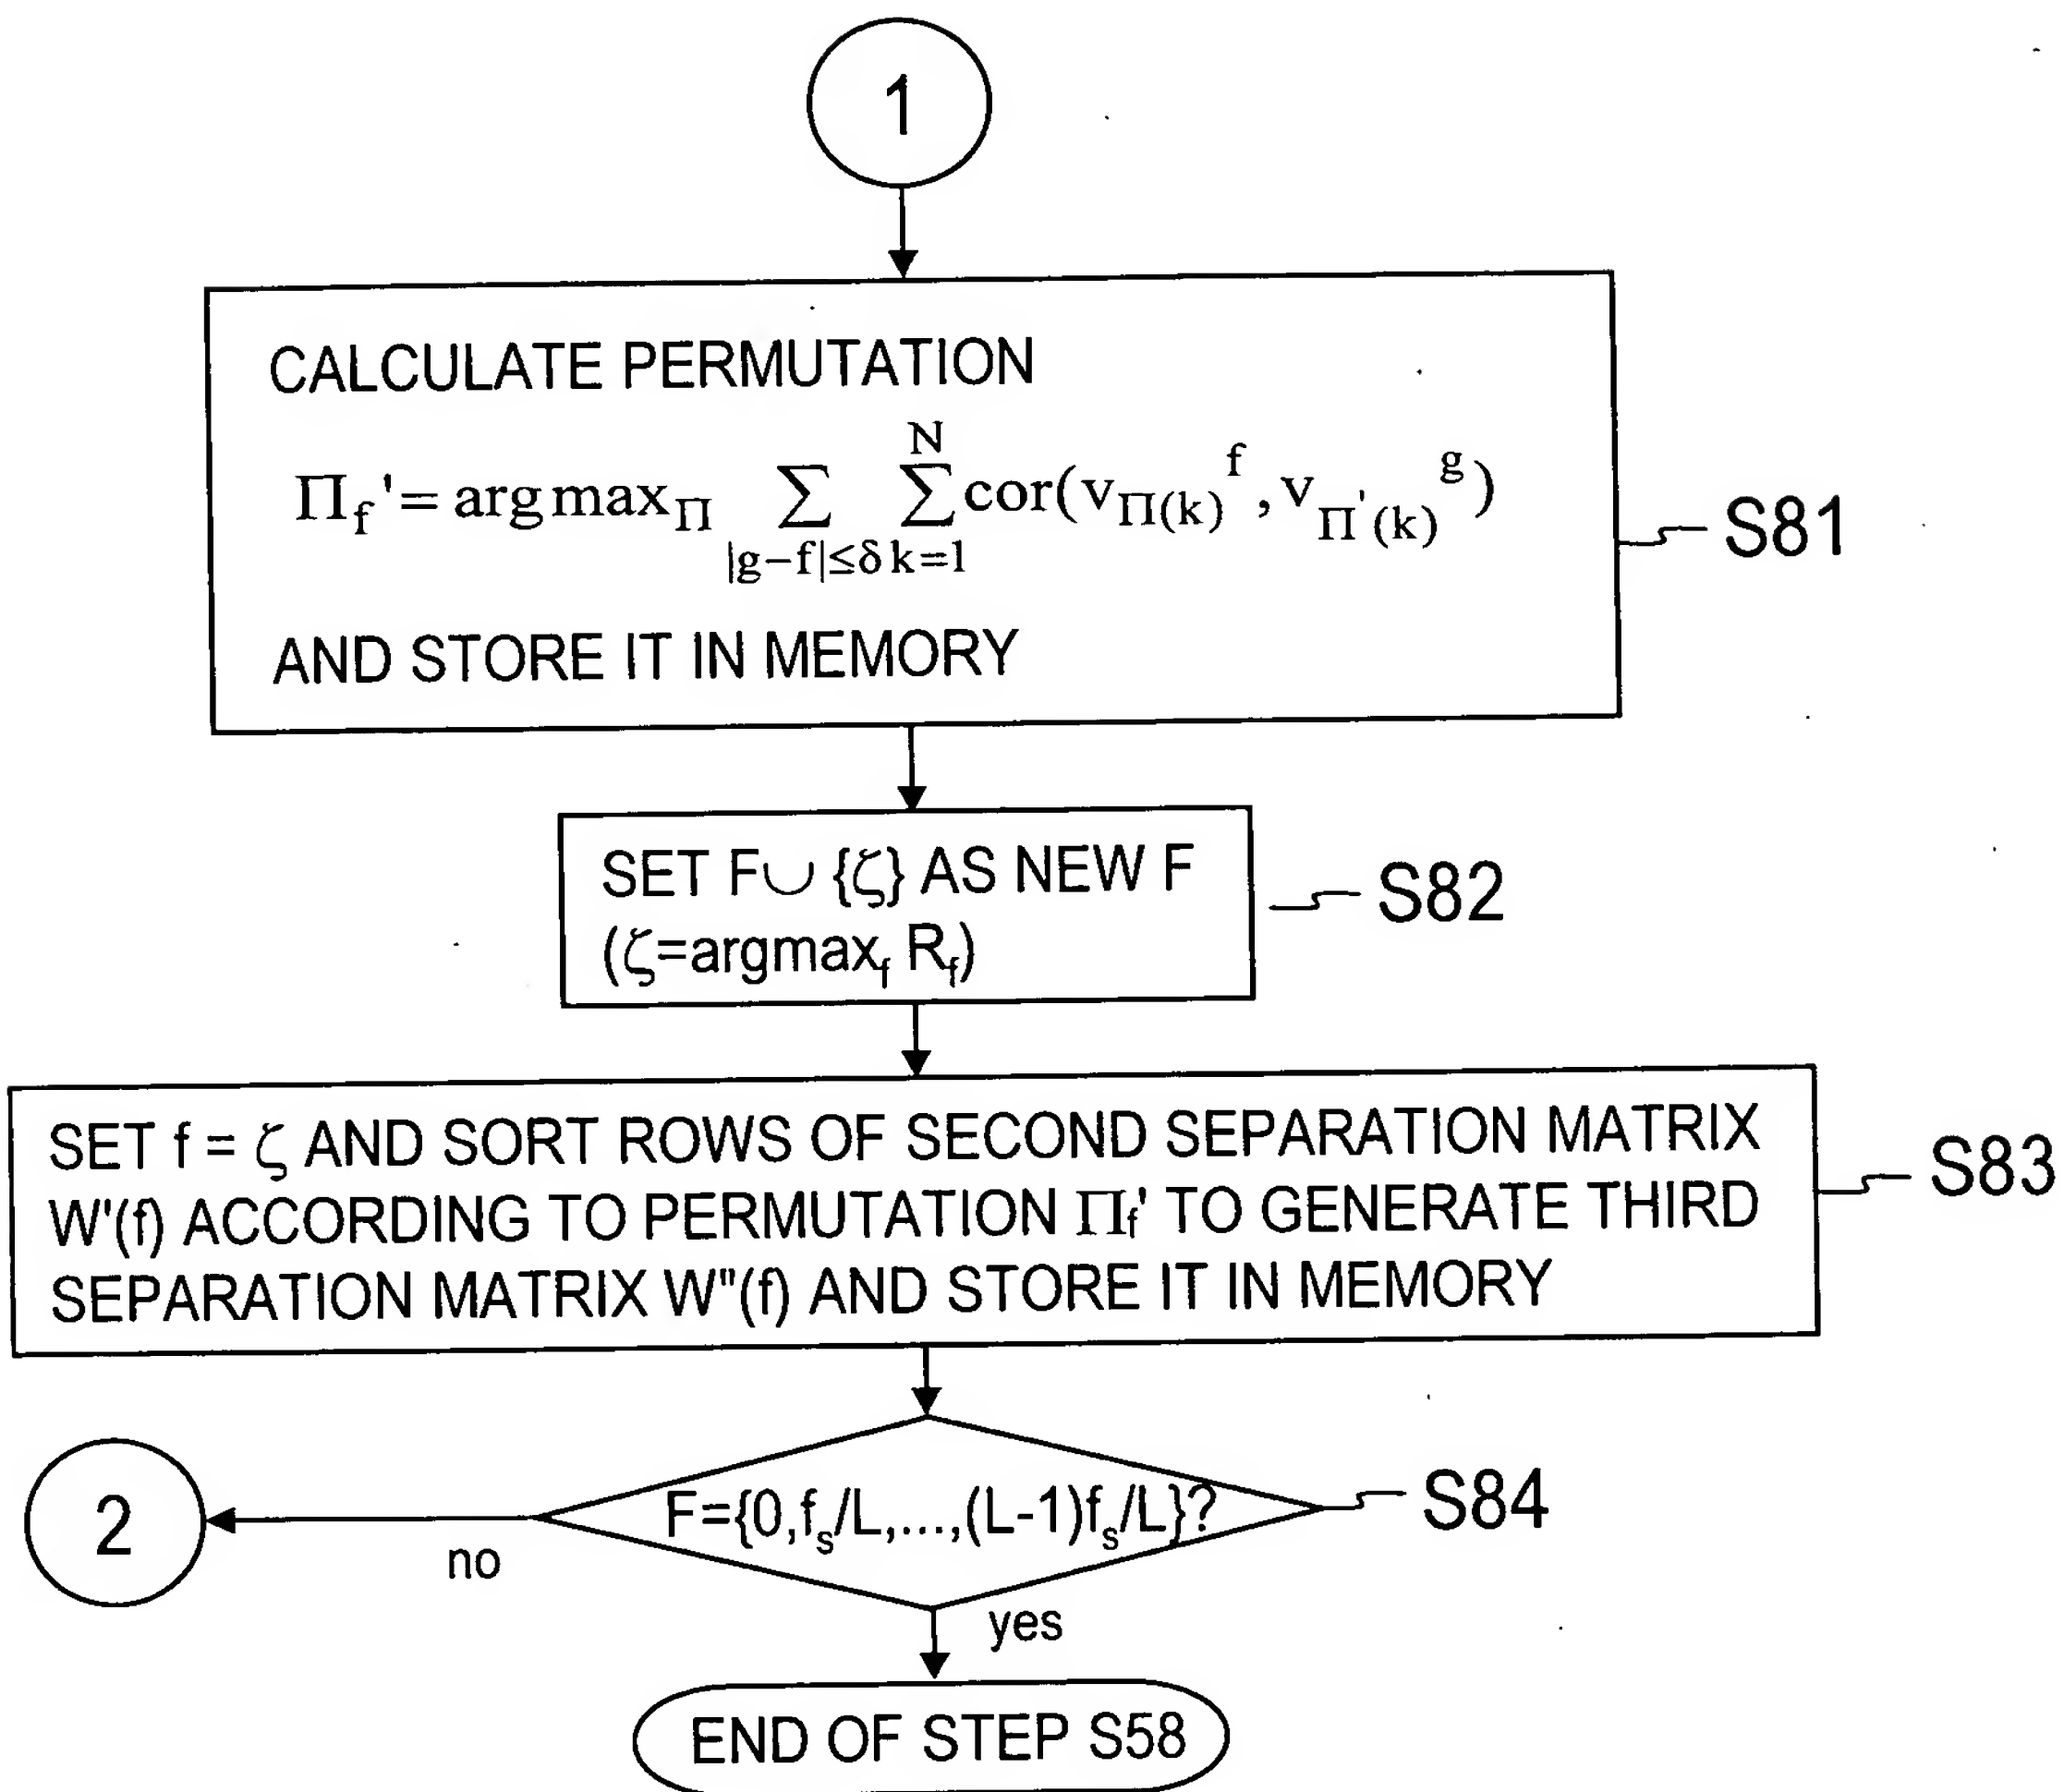 1
CALCULATE PERMUTATION
Π_f' = arg max_Π ∑_{|g−f|≤δ} ∑_{k=1}^{N} cor(v_{Π(k)}^f, v_{Π'(k)}^g)
S81
AND STORE IT IN MEMORY
SET F∪ {ζ} AS NEW F
S82
(ζ=argmax_f R_f)
SET f = ζ AND SORT ROWS OF SECOND SEPARATION MATRIX
S83
W'(f) ACCORDING TO PERMUTATION Π_f' TO GENERATE THIRD
SEPARATION MATRIX W"(f) AND STORE IT IN MEMORY
2
F={0,f_s/L,...,(L-1)f_s/L}?
S84
no
yes
END OF STEP S58